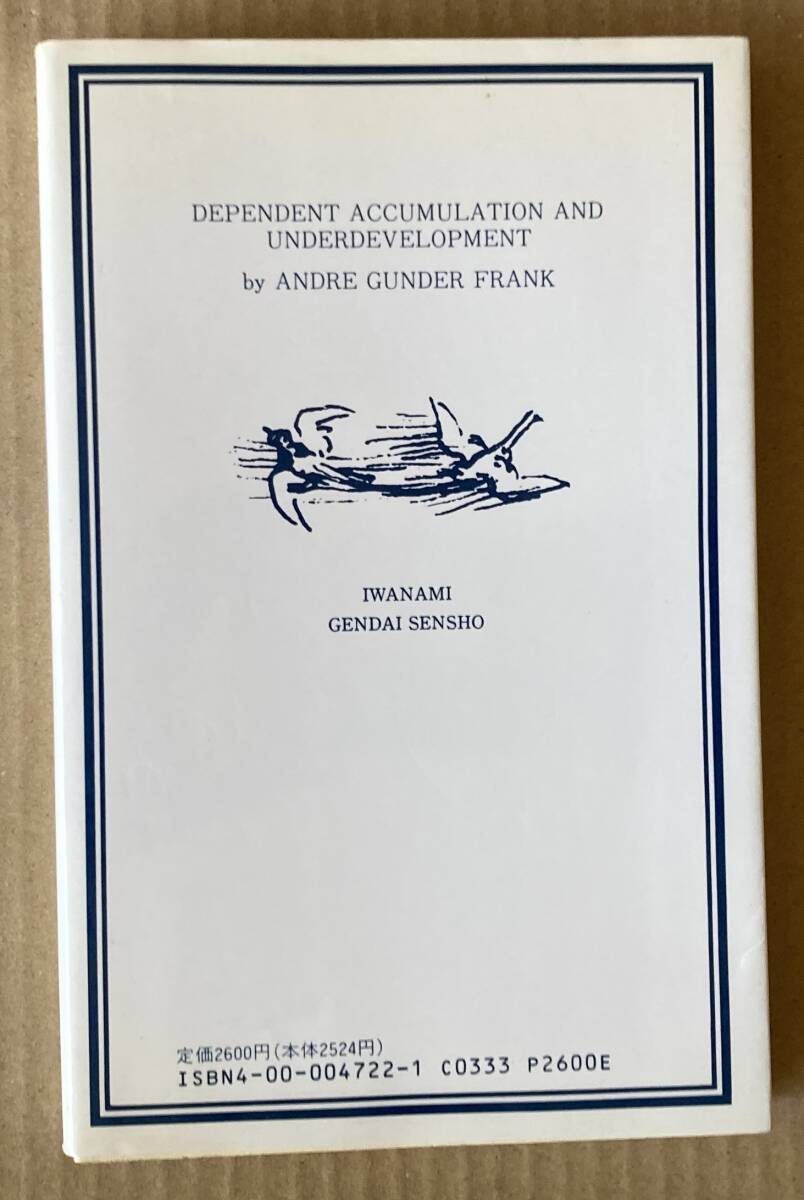 DEPENDENT ACCUMULATION AND
UNDERDEVELOPMENT
by ANDRE GUNDER FRANK
IWANAMI
GENDAI SENSHO
定価2600円(本体2524円)
ISBN4-00-004722-1 C0333 P2600E